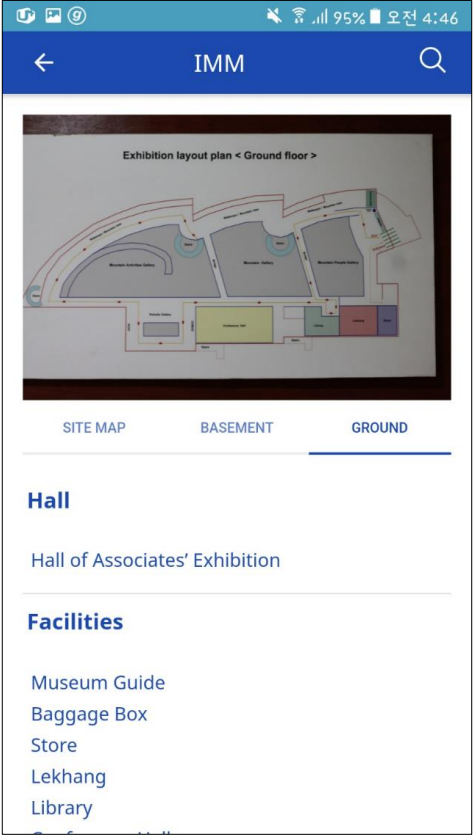 95% 오전 4:46
IMM
Exhibition layout plan < Ground floor >
Mountain Activities Gallery
Mountain Gallery
Mountain People Gallery
Conference Hall
SITE MAP BASEMENT GROUND
Hall
Hall of Associates’ Exhibition
Facilities
Museum Guide
Baggage Box
Store
Lekhang
Library
Conference Hall